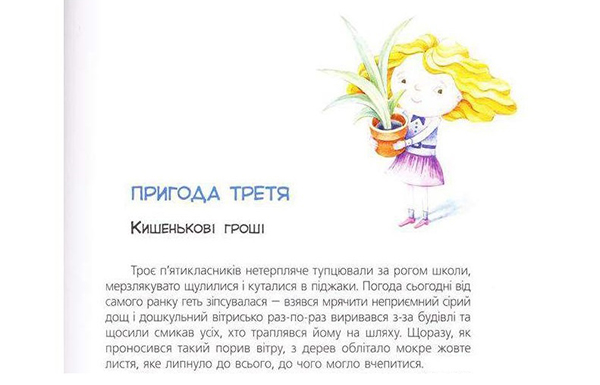 ПРИГОДА ТРЕТЯ
Кишенькові гроші
Троє п'ятикласників нетерпляче тупцювали за рогом школи,
мерзлякувато щулилися і куталися в піджаки. Погода сьогодні від
самого ранку геть зіпсувалася – взявся мрячити неприємний сірий
дощ і дошкульний вітрисько раз-по-раз виривався з-за будівлі та
щосили смикав усіх, хто траплявся йому на шляху. Щоразу, як
проносився такий порив вітру, з дерев облітало мокре жовте
листя, яке липнуло до всього, до чого могло вчепитися.